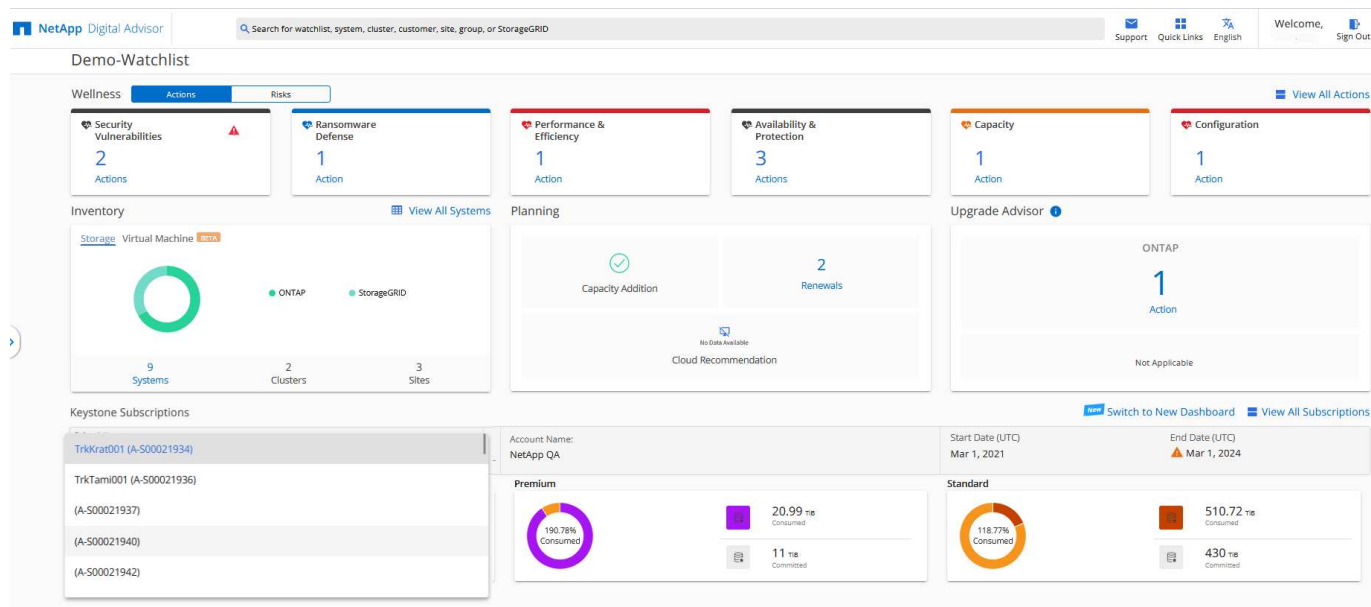 NetApp Digital Advisor
Search for watchlist, system, cluster, customer, site, group, or StorageGRID
Support
Quick Links
English
Welcome,
Sign Out
Demo-Watchlist
Wellness
Actions
Risks
View All Actions
Security
Vulnerabilities
2
Actions
Ransomware
Defense
1
Action
Performance &
Efficiency
1
Action
Availability &
Protection
3
Actions
Capacity
1
Action
Configuration
1
Action
Inventory
View All Systems
Storage Virtual Machine BETA
ONTAP
StorageGRID
9
Systems
2
Clusters
3
Sites
Planning
Capacity Addition
2
Renewals
No Data Available
Cloud Recommendation
Upgrade Advisor
ONTAP
1
Action
Not Applicable
Keystone Subscriptions
New Switch to New Dashboard
View All Subscriptions
TrkKrat001 (A-S00021934)
TrkTami001 (A-S00021936)
(A-S00021937)
(A-S00021940)
(A-S00021942)
Account Name:
NetApp QA
Start Date (UTC)
Mar 1, 2021
End Date (UTC)
Mar 1, 2024
Premium
190.78%
Consumed
20.99 TiB
Consumed
11 TiB
Committed
Standard
118.77%
Consumed
510.72 TiB
Consumed
430 TiB
Committed